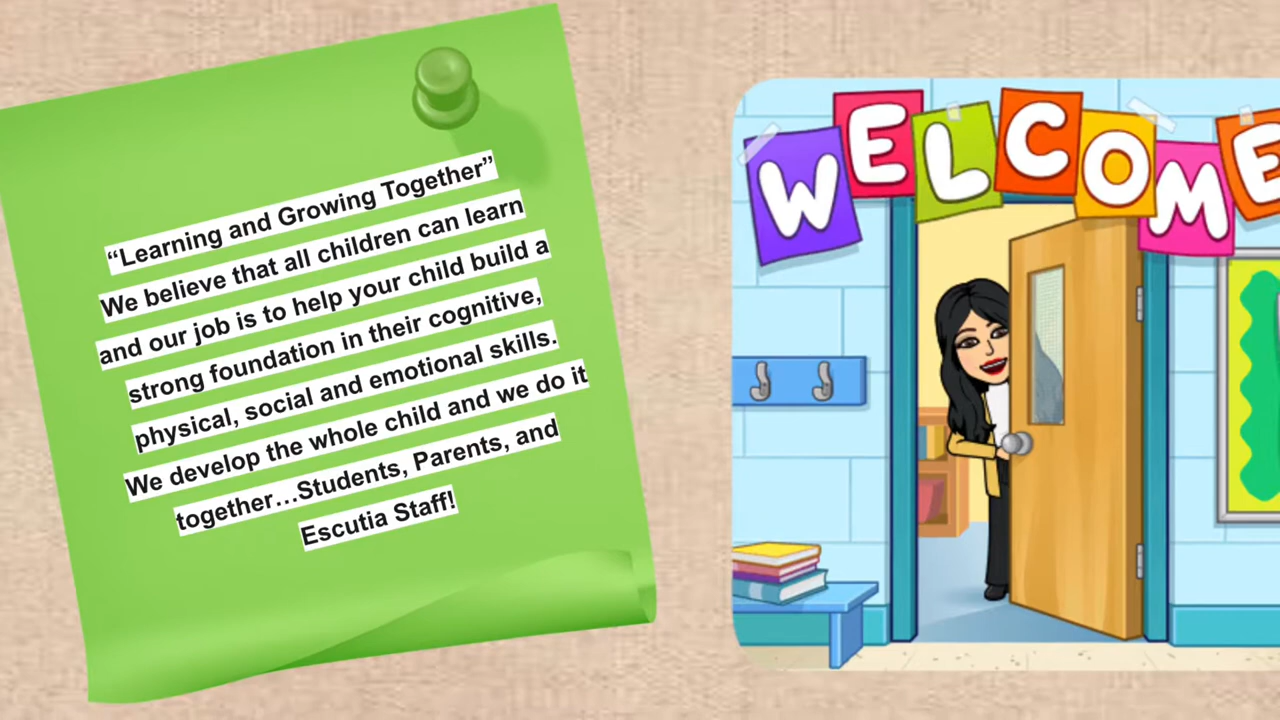 “Learning and Growing Together”
We believe that all children can learn
and our job is to help your child build a
strong foundation in their cognitive,
physical, social and emotional skills.
We develop the whole child and we do it
together…Students, Parents, and
Escutia Staff!
WELCOME